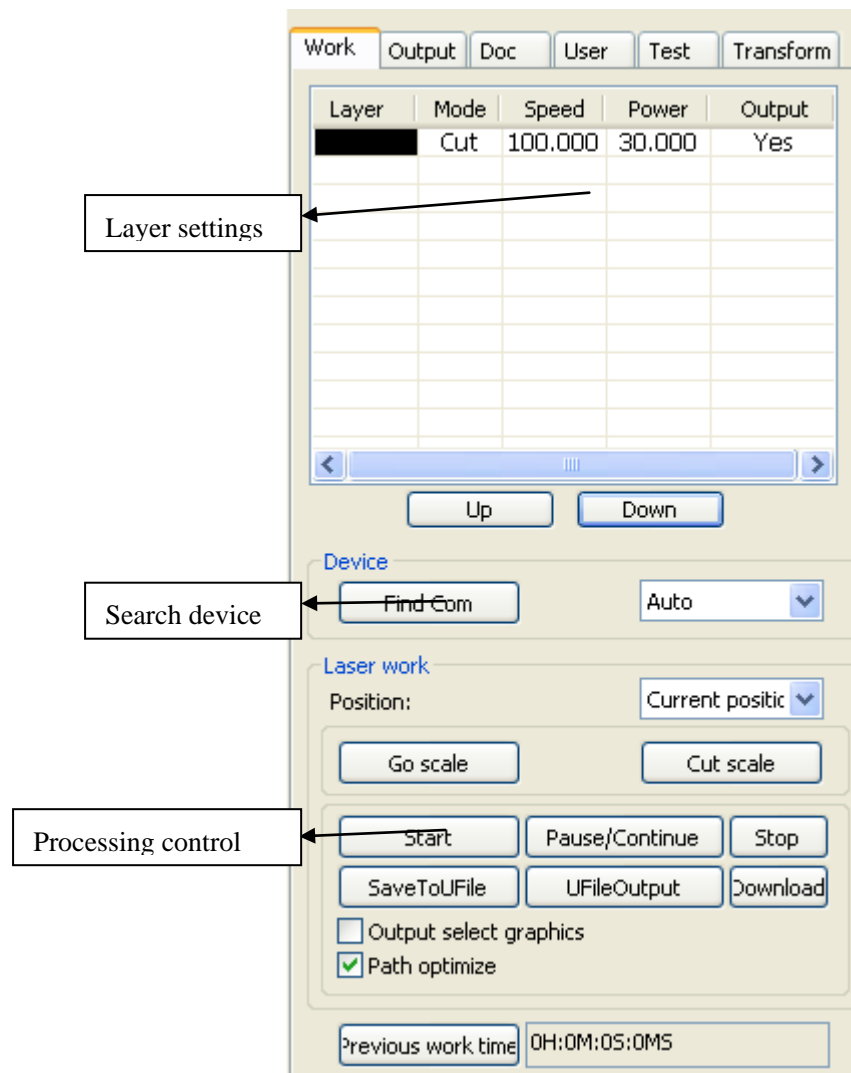 Work Output Doc User Test Transform
Layer Mode Speed Power Output
Cut 100.000 30.000 Yes
Layer settings
Up Down
Device
Find Com Auto
Search device
Laser work
Position: Current positic
Go scale Cut scale
Processing control
Start Pause/Continue Stop
SaveToUFile UFileOutput Download
Output select graphics
Path optimize
Previous work time 0H:0M:0S:0MS